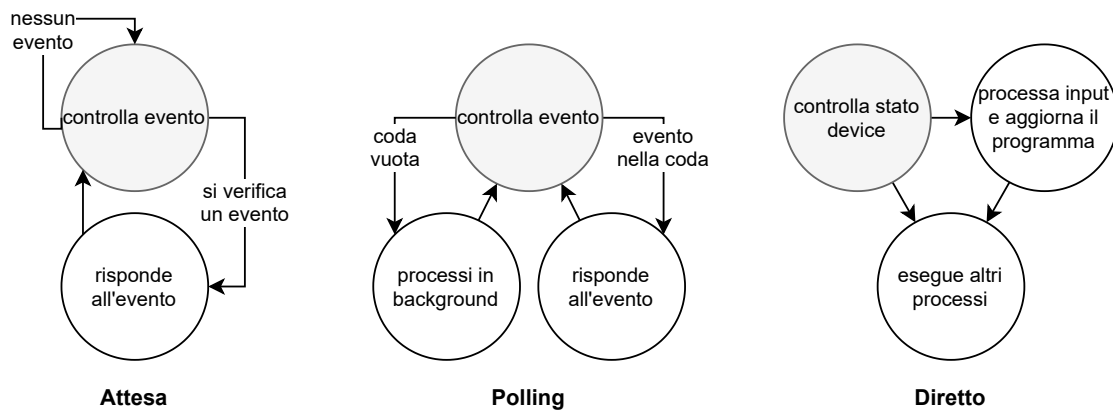 nessun
evento
controlla evento
si verifica
un evento
risponde
all'evento
Attesa
controlla evento
coda
vuota
evento
nella coda
processi in
background
risponde
all'evento
Polling
controlla stato
device
processa input
e aggiorna il
programma
esegue altri
processi
Diretto